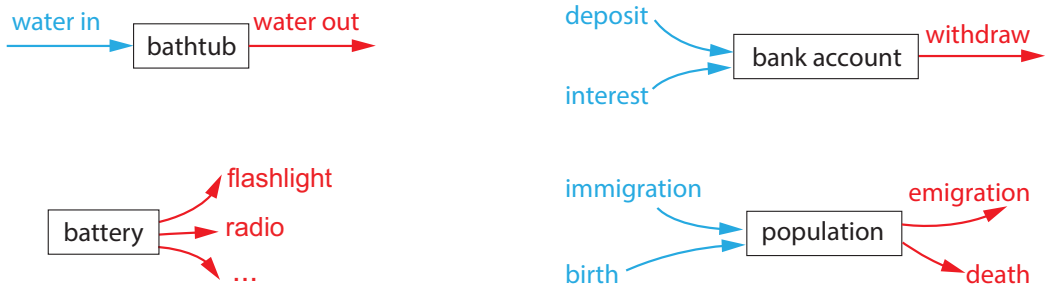 water in
bathtub
water out
deposit
interest
bank account
withdraw
battery
flashlight
radio
...
immigration
birth
population
emigration
death